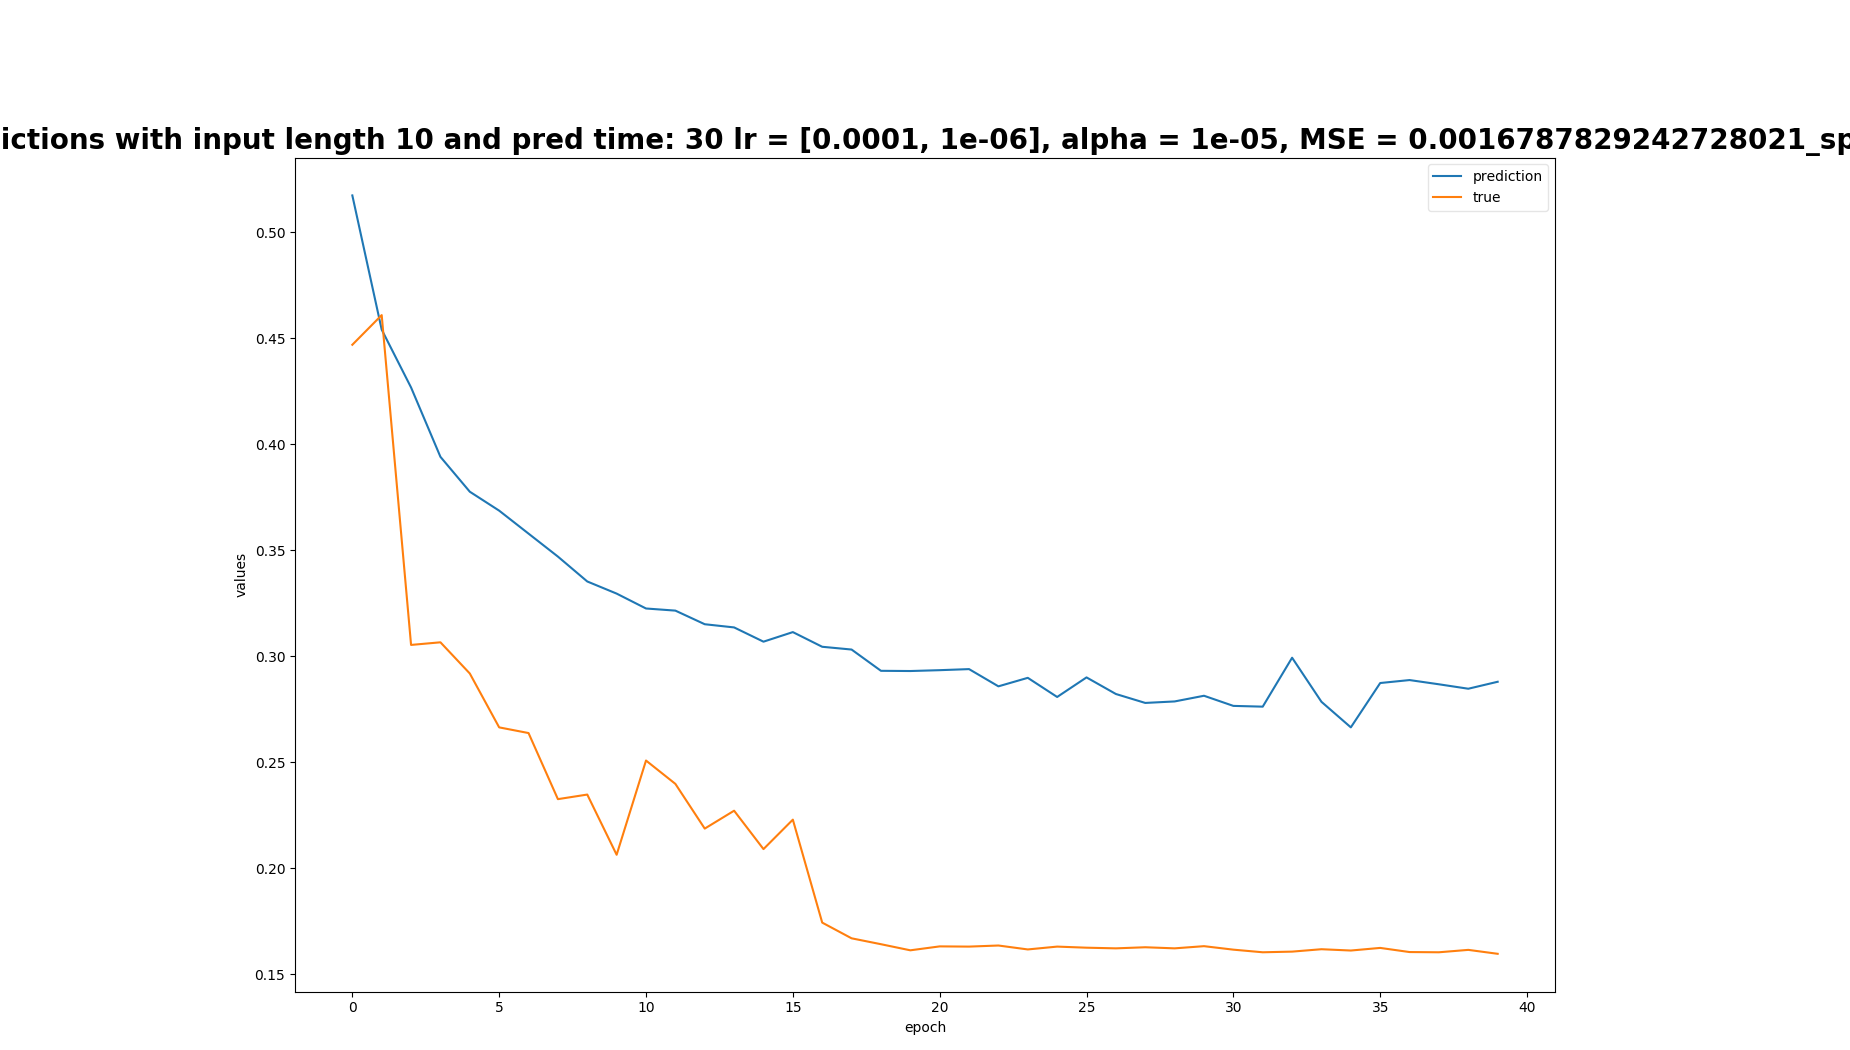 ictions with input length 10 and pred time: 30 lr = [0.0001, 1e-06], alpha = 1e-05, MSE = 0.0016787829242728021_sp
prediction
true
0.50
0.45
0.40
0.35
0.30
0.25
0.20
0.15
values
0 5 10 15 20 25 30 35 40
epoch